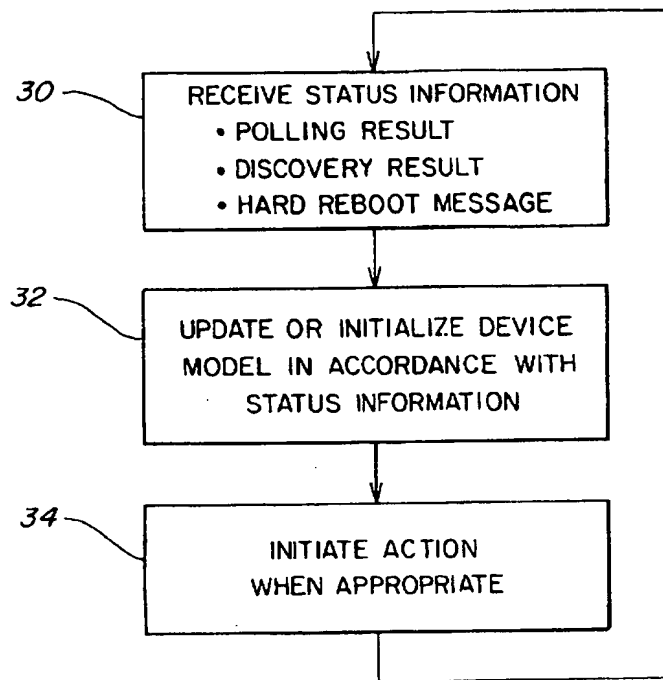 30
RECEIVE STATUS INFORMATION
• POLLING RESULT
• DISCOVERY RESULT
• HARD REBOOT MESSAGE
32
UPDATE OR INITIALIZE DEVICE
MODEL IN ACCORDANCE WITH
STATUS INFORMATION
34
INITIATE ACTION
WHEN APPROPRIATE